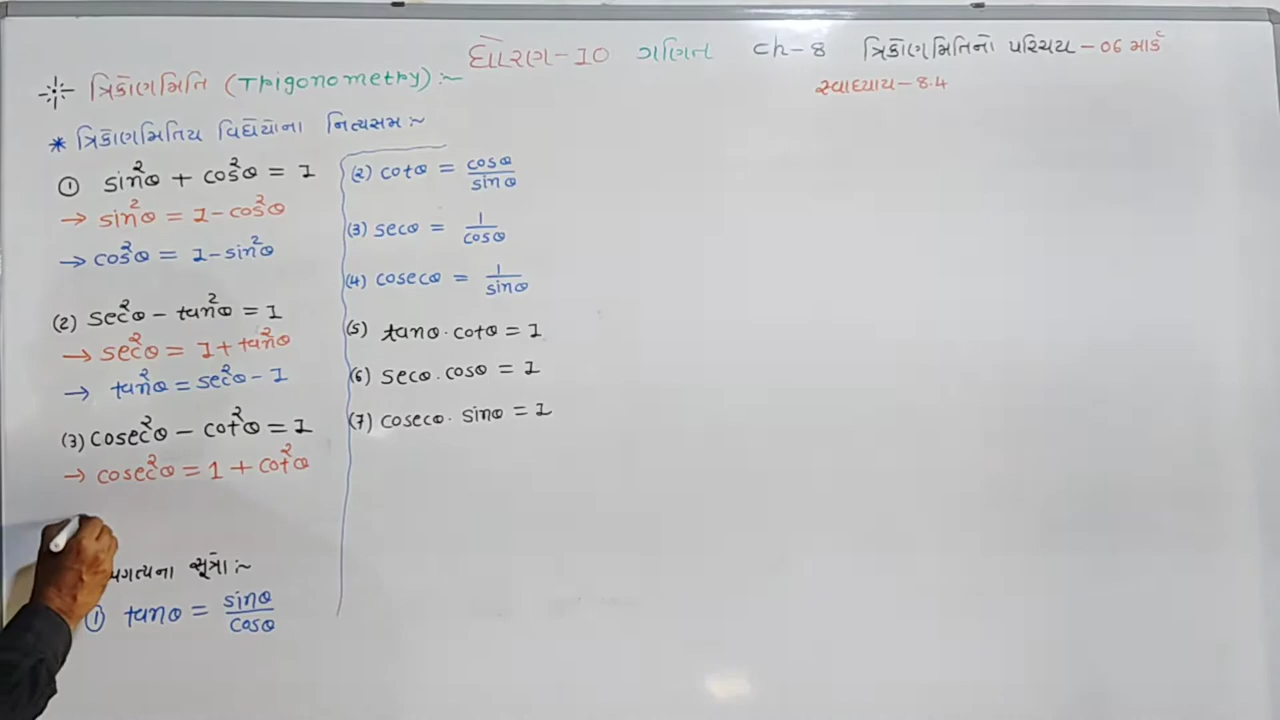 ધોરણ-10 ગણિત ch-8 ત્રિકોણમિતિનો પરિચય-06 માર્ક
સ્વાધ્યાય-8.4
ત્રિકોણમિતિ (Trigonometry):~
* ત્રિકોણમિતિય વિધેયોના નિત્યસમ:~
① sin²θ + cos²θ = 1
→ sin²θ = 1-cos²θ
→ cos²θ = 1-sin²θ
(2) sec²θ - tan²θ = 1
→ sec²θ = 1+tan²θ
→ tan²θ = sec²θ-1
(3) cosec²θ - cot²θ = 1
→ cosec²θ = 1 + cot²θ
સૂત્રો:~
① tanθ = sinθ/cosθ
(2) cotθ = cosθ/sinθ
(3) secθ = 1/cosθ
(4) cosecθ = 1/sinθ
(5) tanθ·cotθ = 1
(6) secθ·cosθ = 1
(7) cosecθ·sinθ = 1